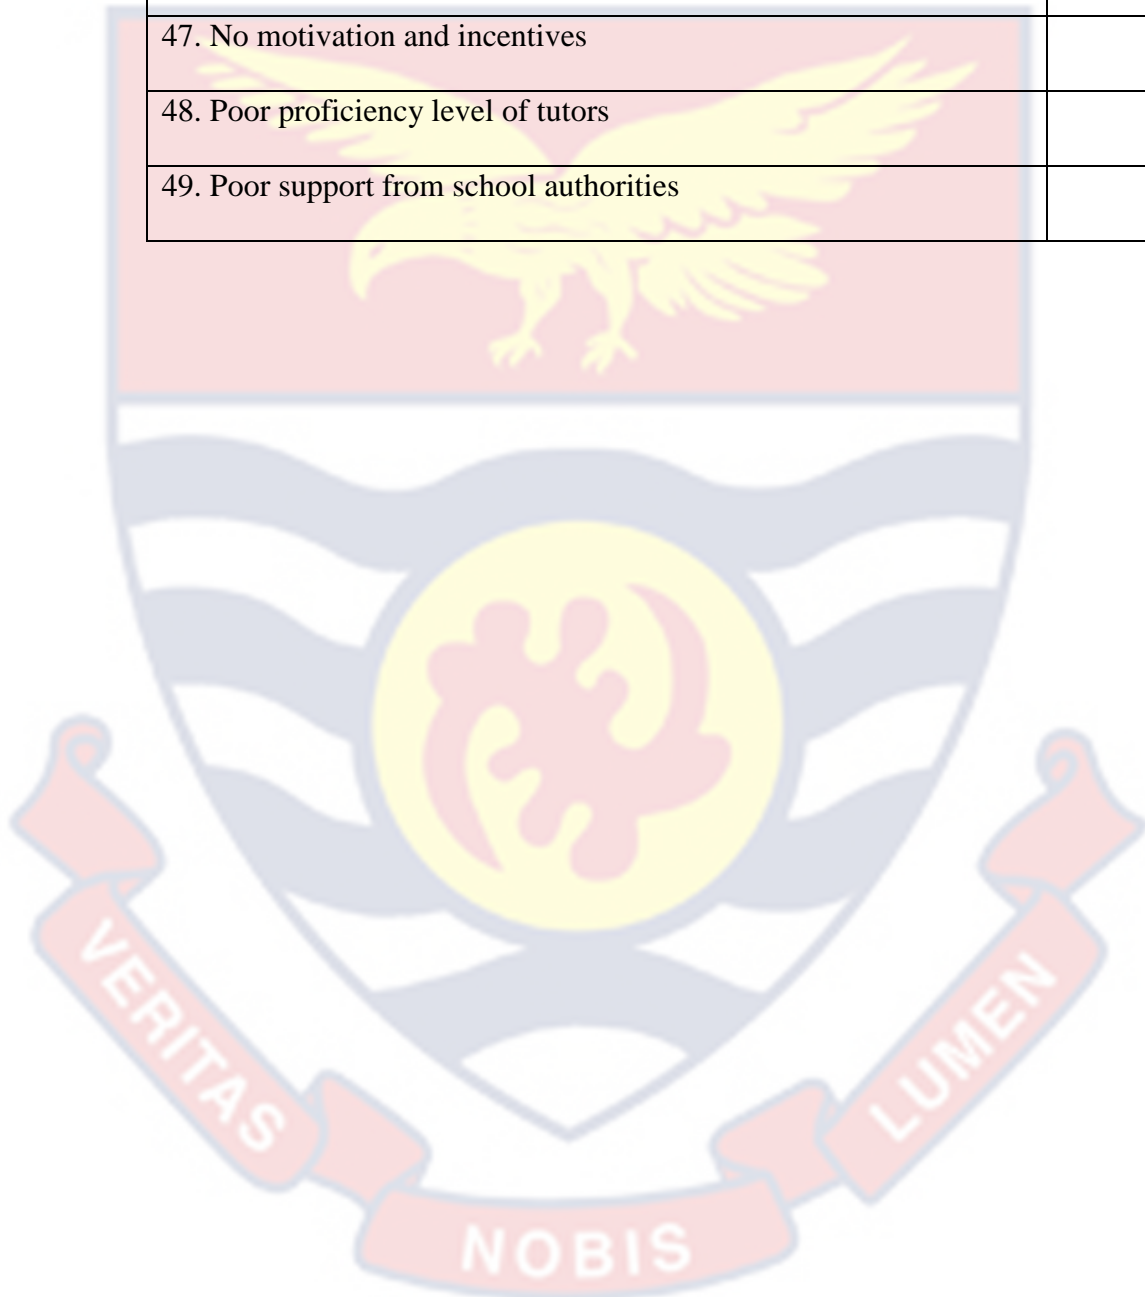 47. No motivation and incentives
48. Poor proficiency level of tutors
49. Poor support from school authorities
VERITAS
NOBIS
LUMEN